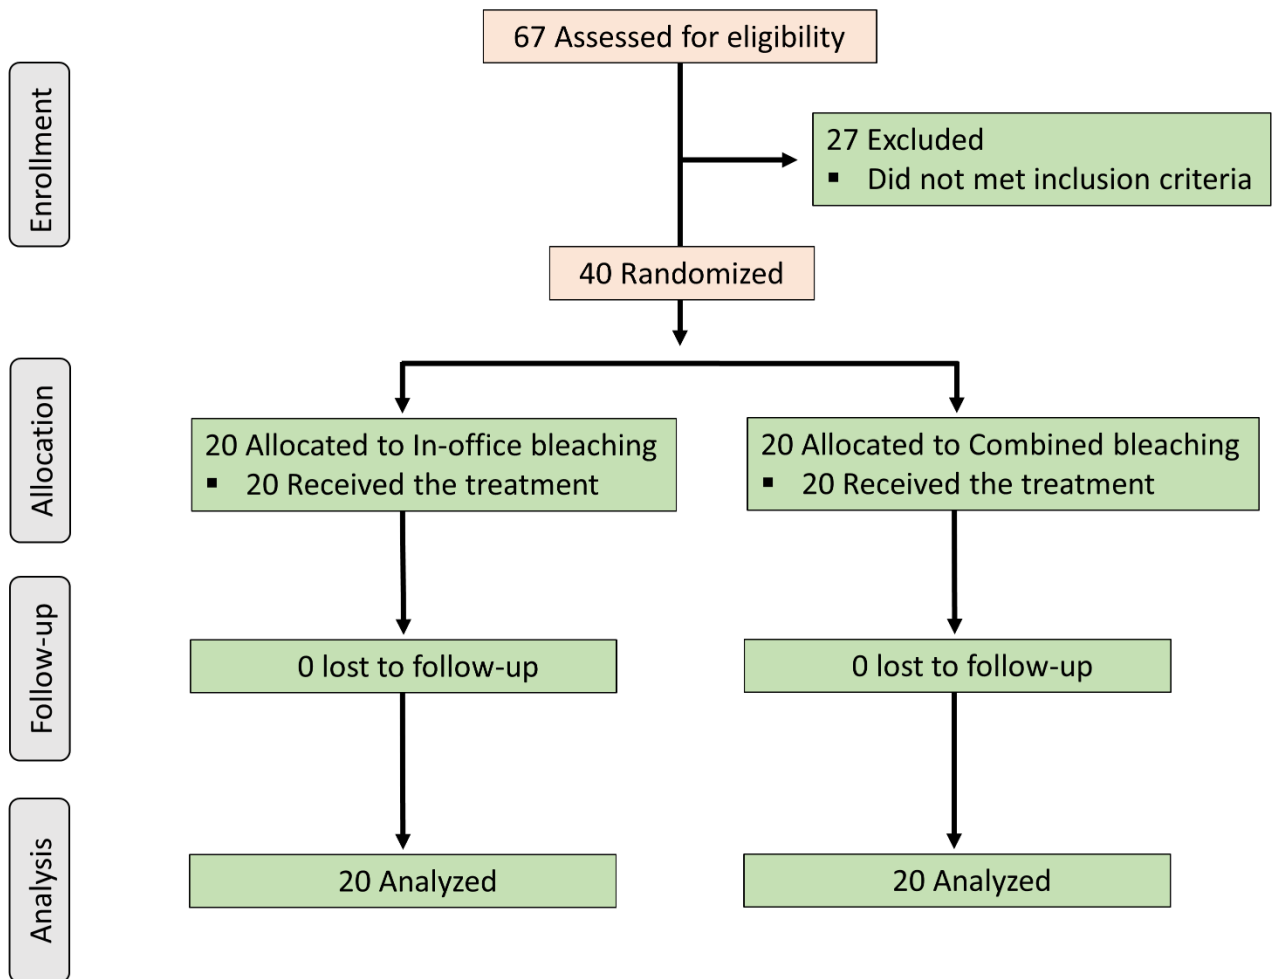 67 Assessed for eligibility
Enrollment
27 Excluded
▪ Did not met inclusion criteria
40 Randomized
Allocation
20 Allocated to In-office bleaching
▪ 20 Received the treatment
20 Allocated to Combined bleaching
▪ 20 Received the treatment
Follow-up
0 lost to follow-up
0 lost to follow-up
Analysis
20 Analyzed
20 Analyzed